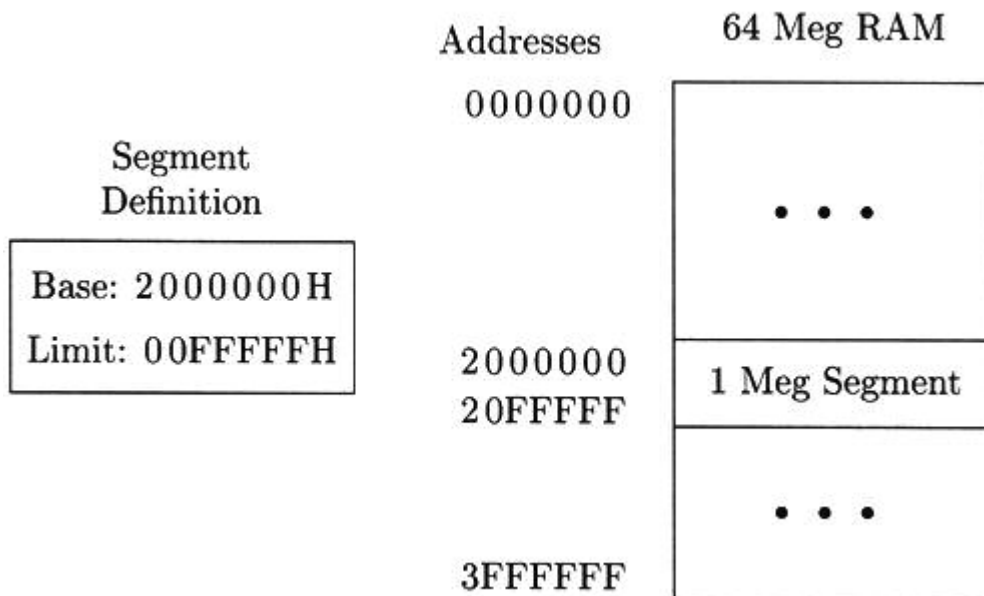 Addresses
64 Meg RAM
0000000
Segment
Definition
Base: 2000000H
Limit: 00FFFFFH
2000000
20FFFFF
1 Meg Segment
3FFFFFF